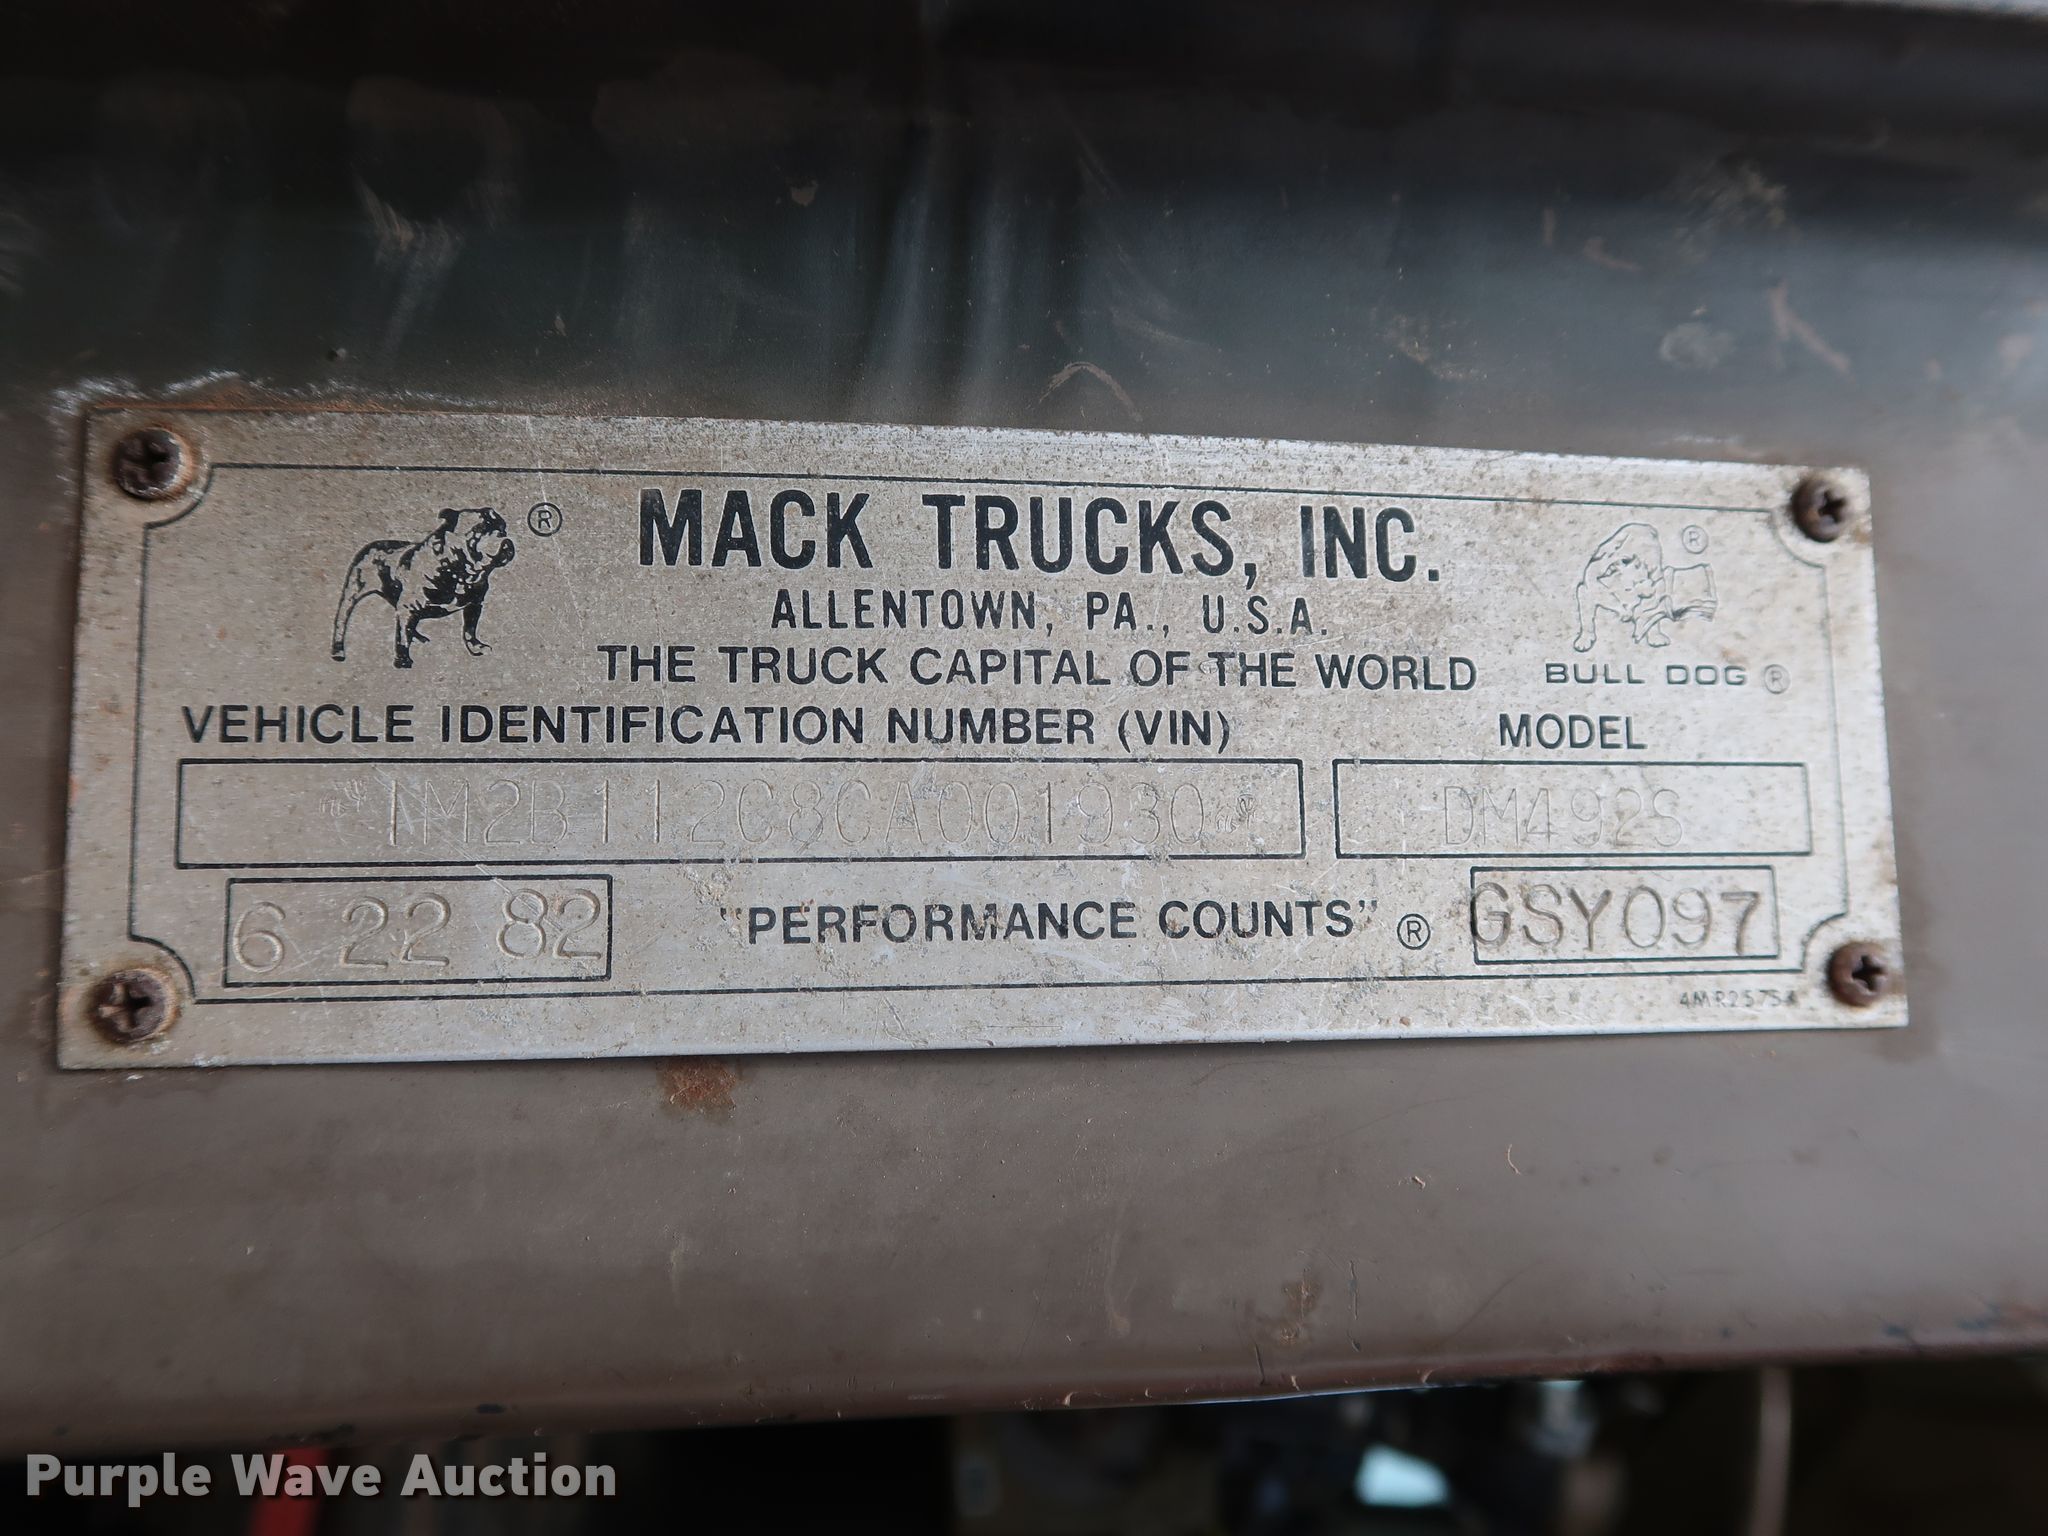 ® MACK TRUCKS, INC. ®
ALLENTOWN, PA., U.S.A.
THE TRUCK CAPITAL OF THE WORLD BULL DOG ®
VEHICLE IDENTIFICATION NUMBER (VIN) MODEL
1M2B112C8CA001930 DM492S
6 22 82 "PERFORMANCE COUNTS" ® GSY097
4MR2575A
Purple Wave Auction